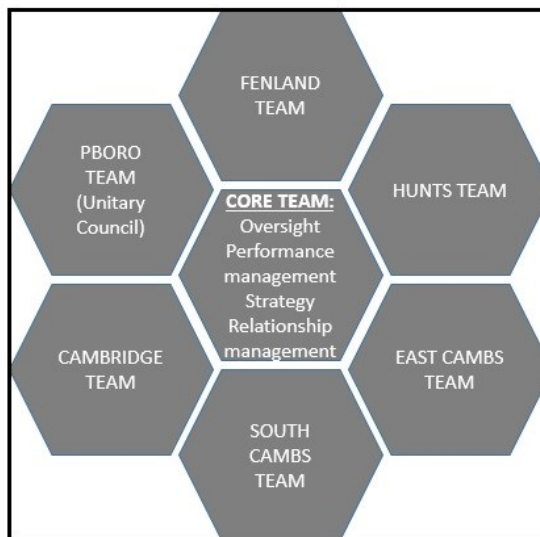 FENLAND
TEAM
PBORO
TEAM
(Unitary
Council)
HUNTS TEAM
CORE TEAM:
Oversight
Performance
management
Strategy
Relationship
management
CAMBRIDGE
TEAM
EAST CAMBS
TEAM
SOUTH
CAMBS
TEAM